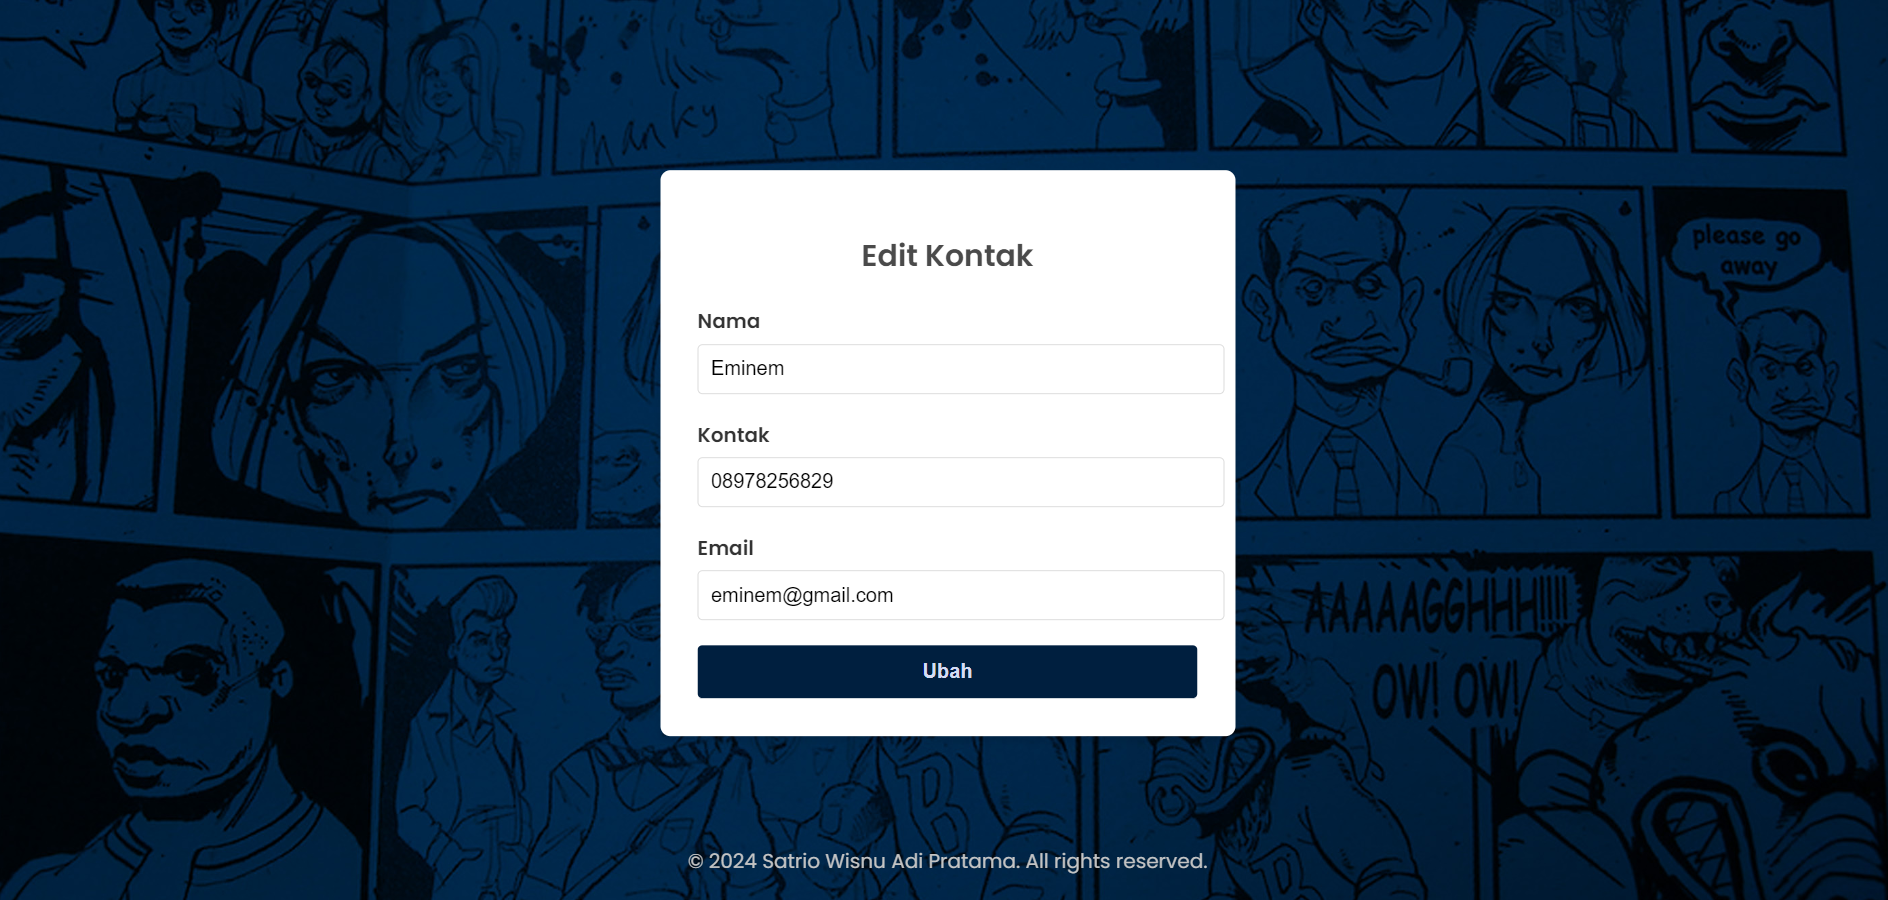 manky
please go
away
Edit Kontak
Nama
Eminem
Kontak
08978256829
Email
eminem@gmail.com
Ubah
AAAAAGGHHH!!!!
OW! OW!
© 2024 Satrio Wisnu Adi Pratama. All rights reserved.